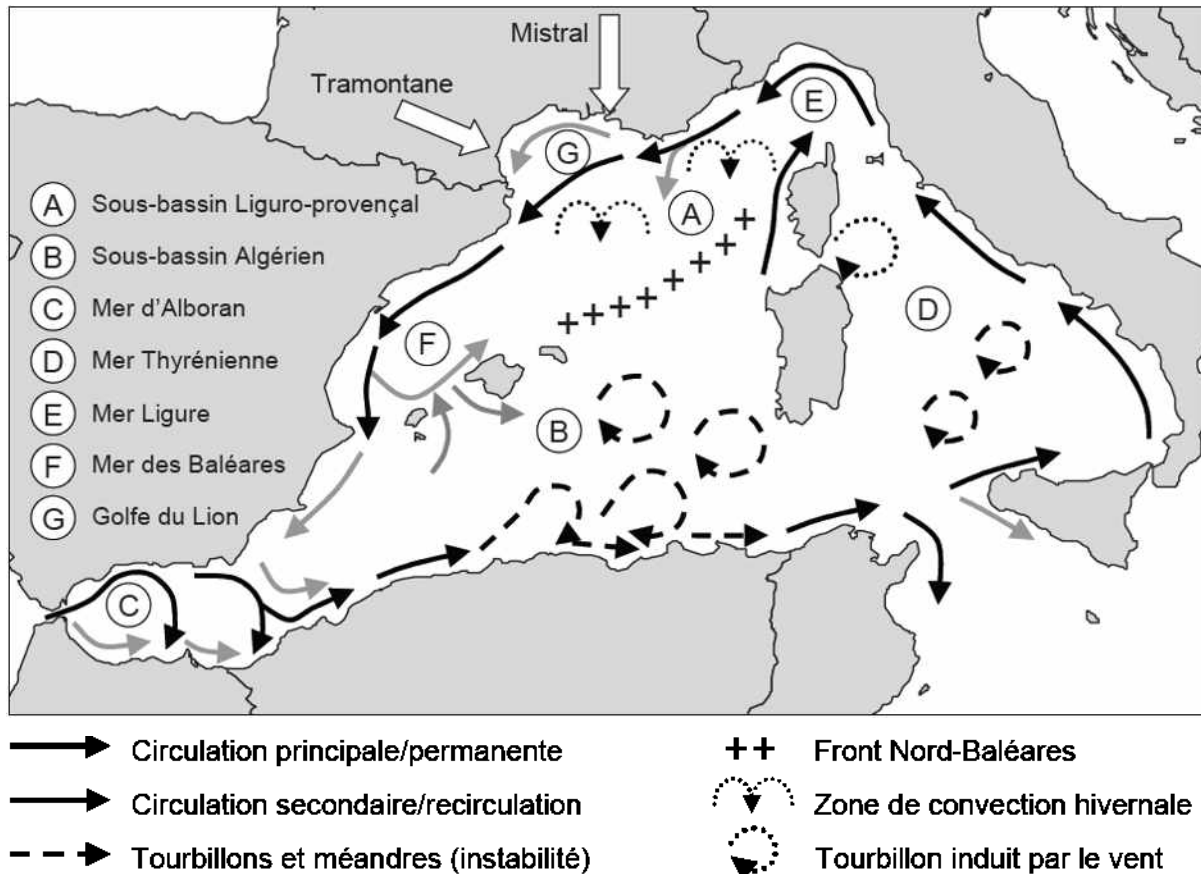 Mistral
Tramontane
E
G
A Sous-bassin Liguro-provençal
A
B Sous-bassin Algérien
C Mer d'Alboran
D
D Mer Thyrénienne
F
E Mer Ligure
B
F Mer des Baléares
G Golfe du Lion
C
Circulation principale/permanente
Front Nord-Baléares
Circulation secondaire/recirculation
Zone de convection hivernale
Tourbillons et méandres (instabilité)
Tourbillon induit par le vent